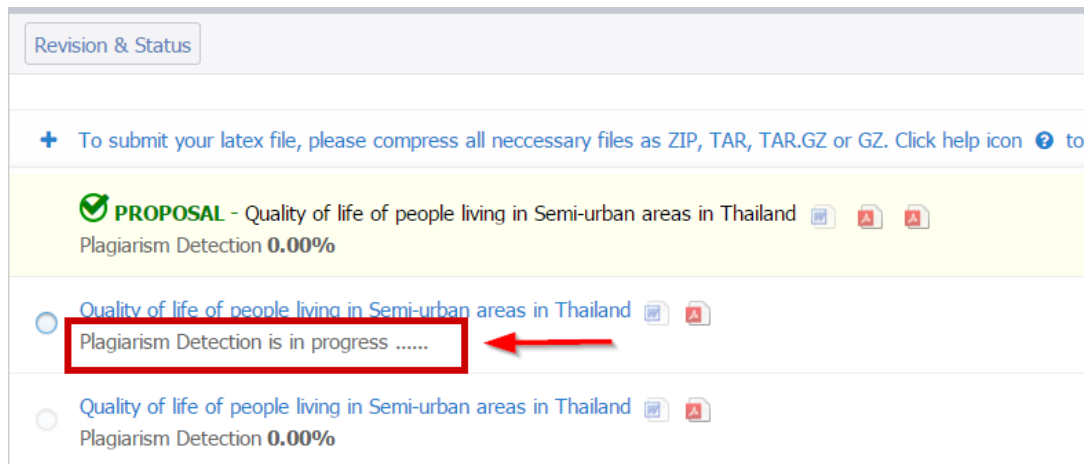 Revision & Status
To submit your latex file, please compress all neccessary files as ZIP, TAR, TAR.GZ or GZ. Click help icon to
PROPOSAL - Quality of life of people living in Semi-urban areas in Thailand
Plagiarism Detection 0.00%
Quality of life of people living in Semi-urban areas in Thailand
Plagiarism Detection is in progress ......
Quality of life of people living in Semi-urban areas in Thailand
Plagiarism Detection 0.00%